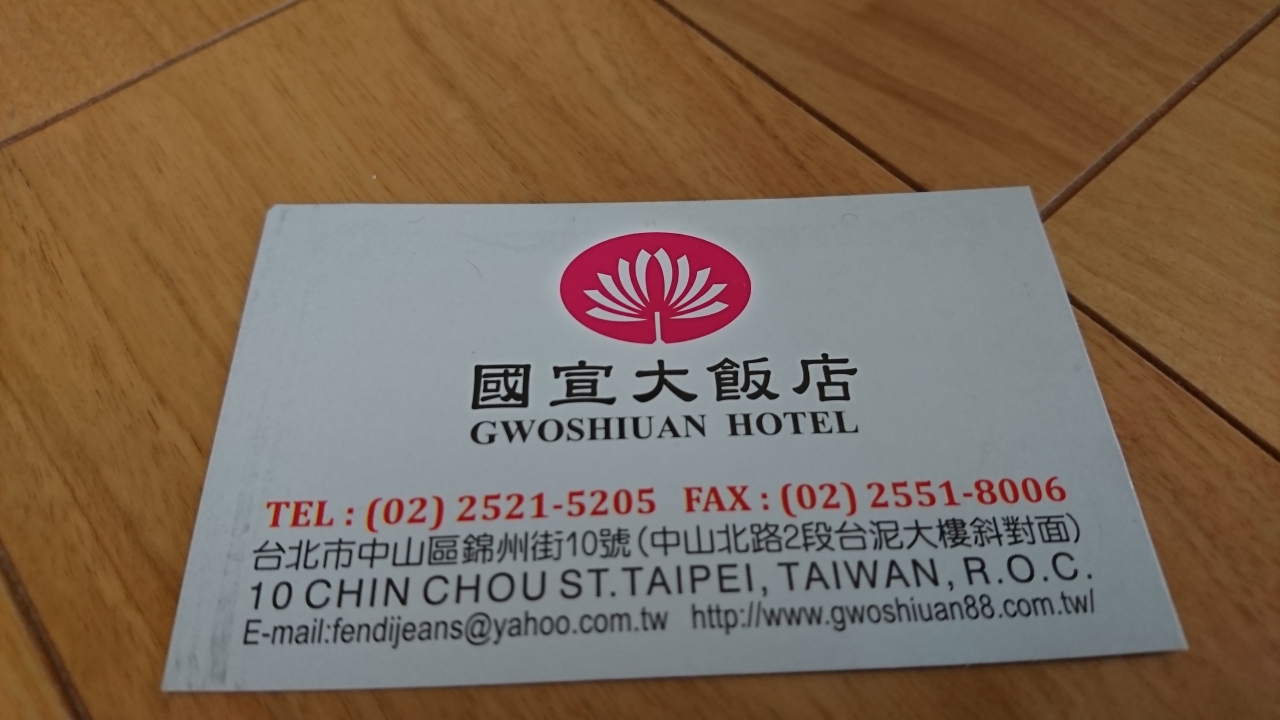 國宣大飯店
GWOSHIUAN HOTEL
TEL : (02) 2521-5205 FAX : (02) 2551-8006
台北市中山區錦州街10號(中山北路2段台泥大樓斜對面)
10 CHIN CHOU ST.TAIPEI, TAIWAN, R.O.C.
E-mail:fendijeans@yahoo.com.tw http://www.gwoshiuan88.com.tw/